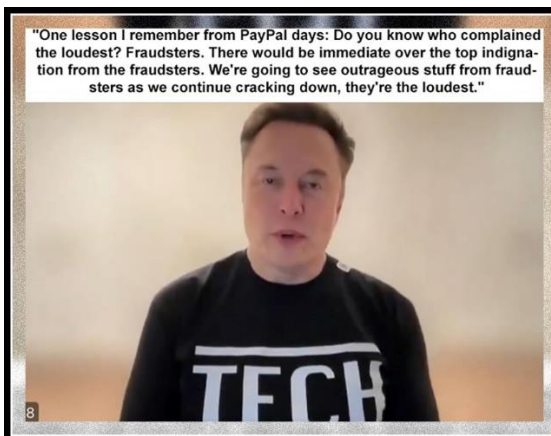 "One lesson I remember from PayPal days: Do you know who complained
the loudest? Fraudsters. There would be immediate over the top indigna-
tion from the fraudsters. We're going to see outrageous stuff from fraud-
sters as we continue cracking down, they're the loudest."
TECH
8